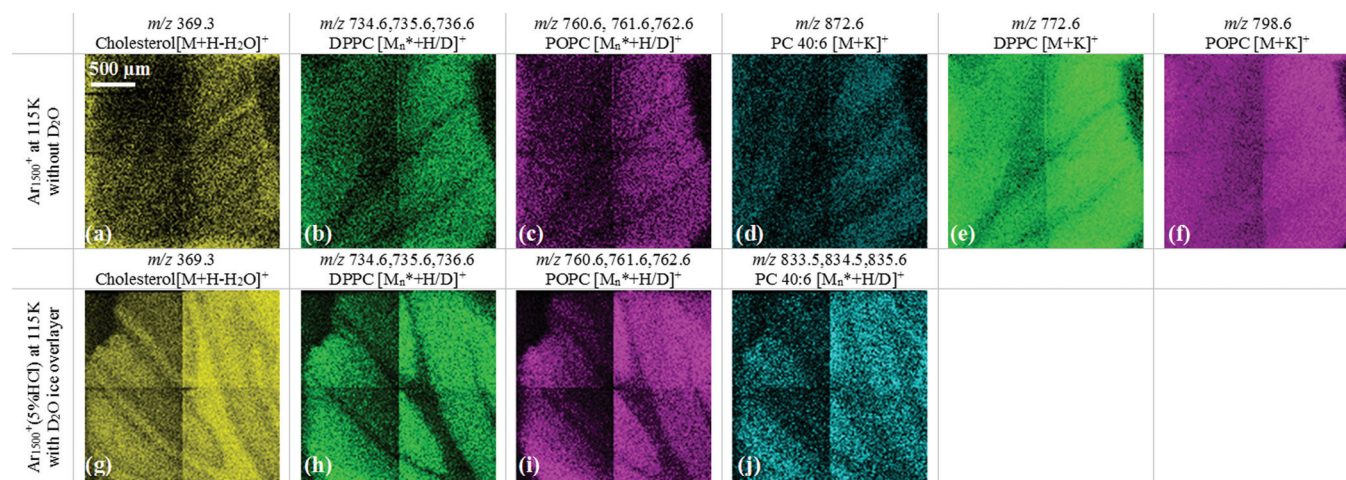 m/z 369.3
Cholesterol[M+H-H₂O]⁺
m/z 734.6,735.6,736.6
DPPC [Mₙ*+H/D]⁺
m/z 760.6, 761.6,762.6
POPC [Mₙ*+H/D]⁺
m/z 872.6
PC 40:6 [M+K]⁺
m/z 772.6
DPPC [M+K]⁺
m/z 798.6
POPC [M+K]⁺
Ar₁₅₀₀⁺ at 115K
without D₂O
500 μm
(a)
(b)
(c)
(d)
(e)
(f)
m/z 369.3
Cholesterol[M+H-H₂O]⁺
m/z 734.6,735.6,736.6
DPPC [Mₙ*+H/D]⁺
m/z 760.6,761.6,762.6
POPC [Mₙ*+H/D]⁺
m/z 833.5,834.5,835.6
PC 40:6 [Mₙ*+H/D]⁺
Ar₁₅₀₀⁺(5%HCl) at 115K
with D₂O ice overlayer
(g)
(h)
(i)
(j)